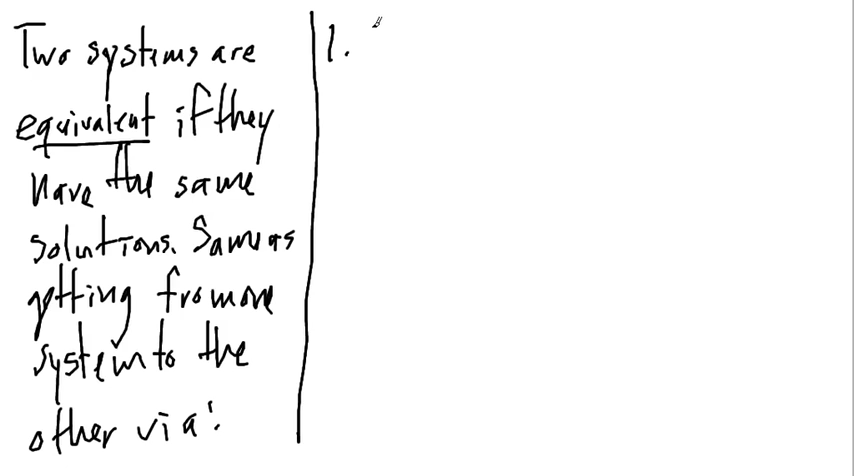 Two systems are
equivalent if they
have the same
solutions. Same as
getting from one
system to the
other via:
1.